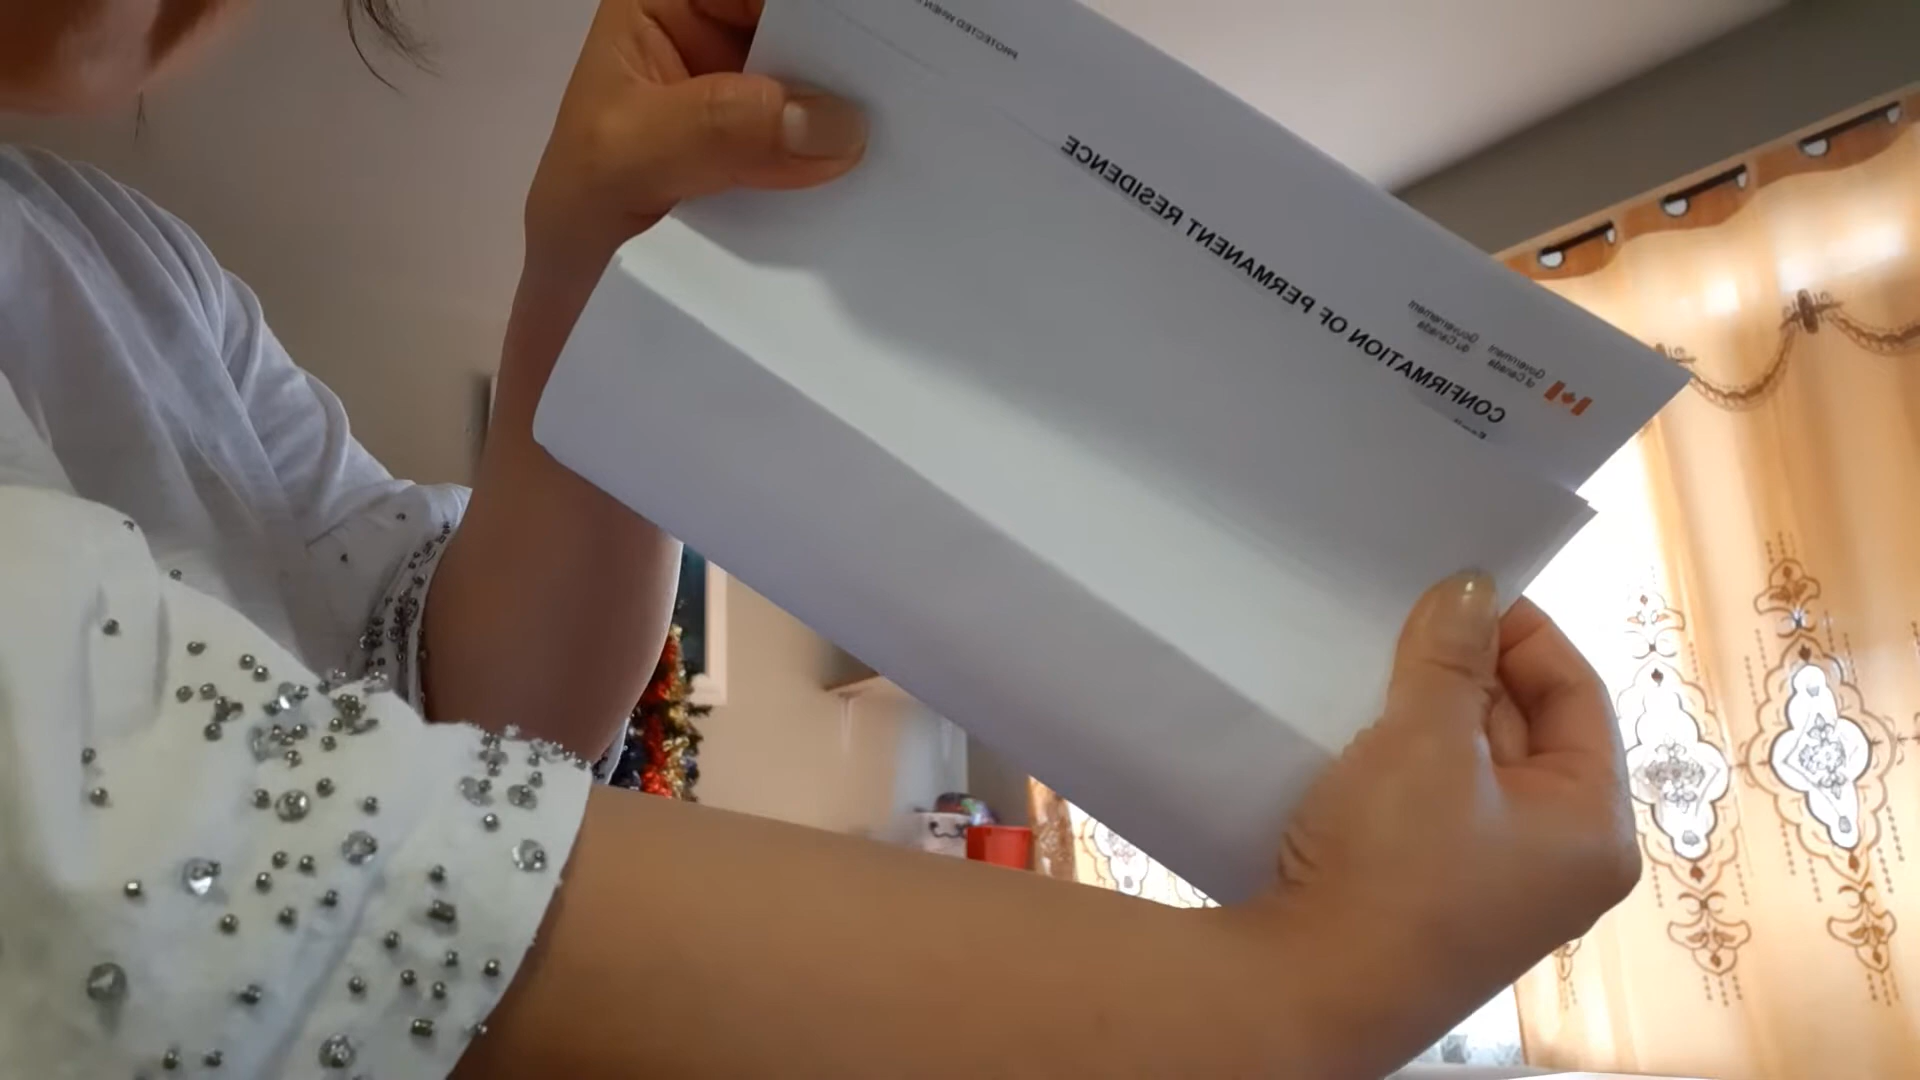 PROTECTED WHEN
Government of Canada
Gouvernement du Canada
CONFIRMATION OF PERMANENT RESIDENCE